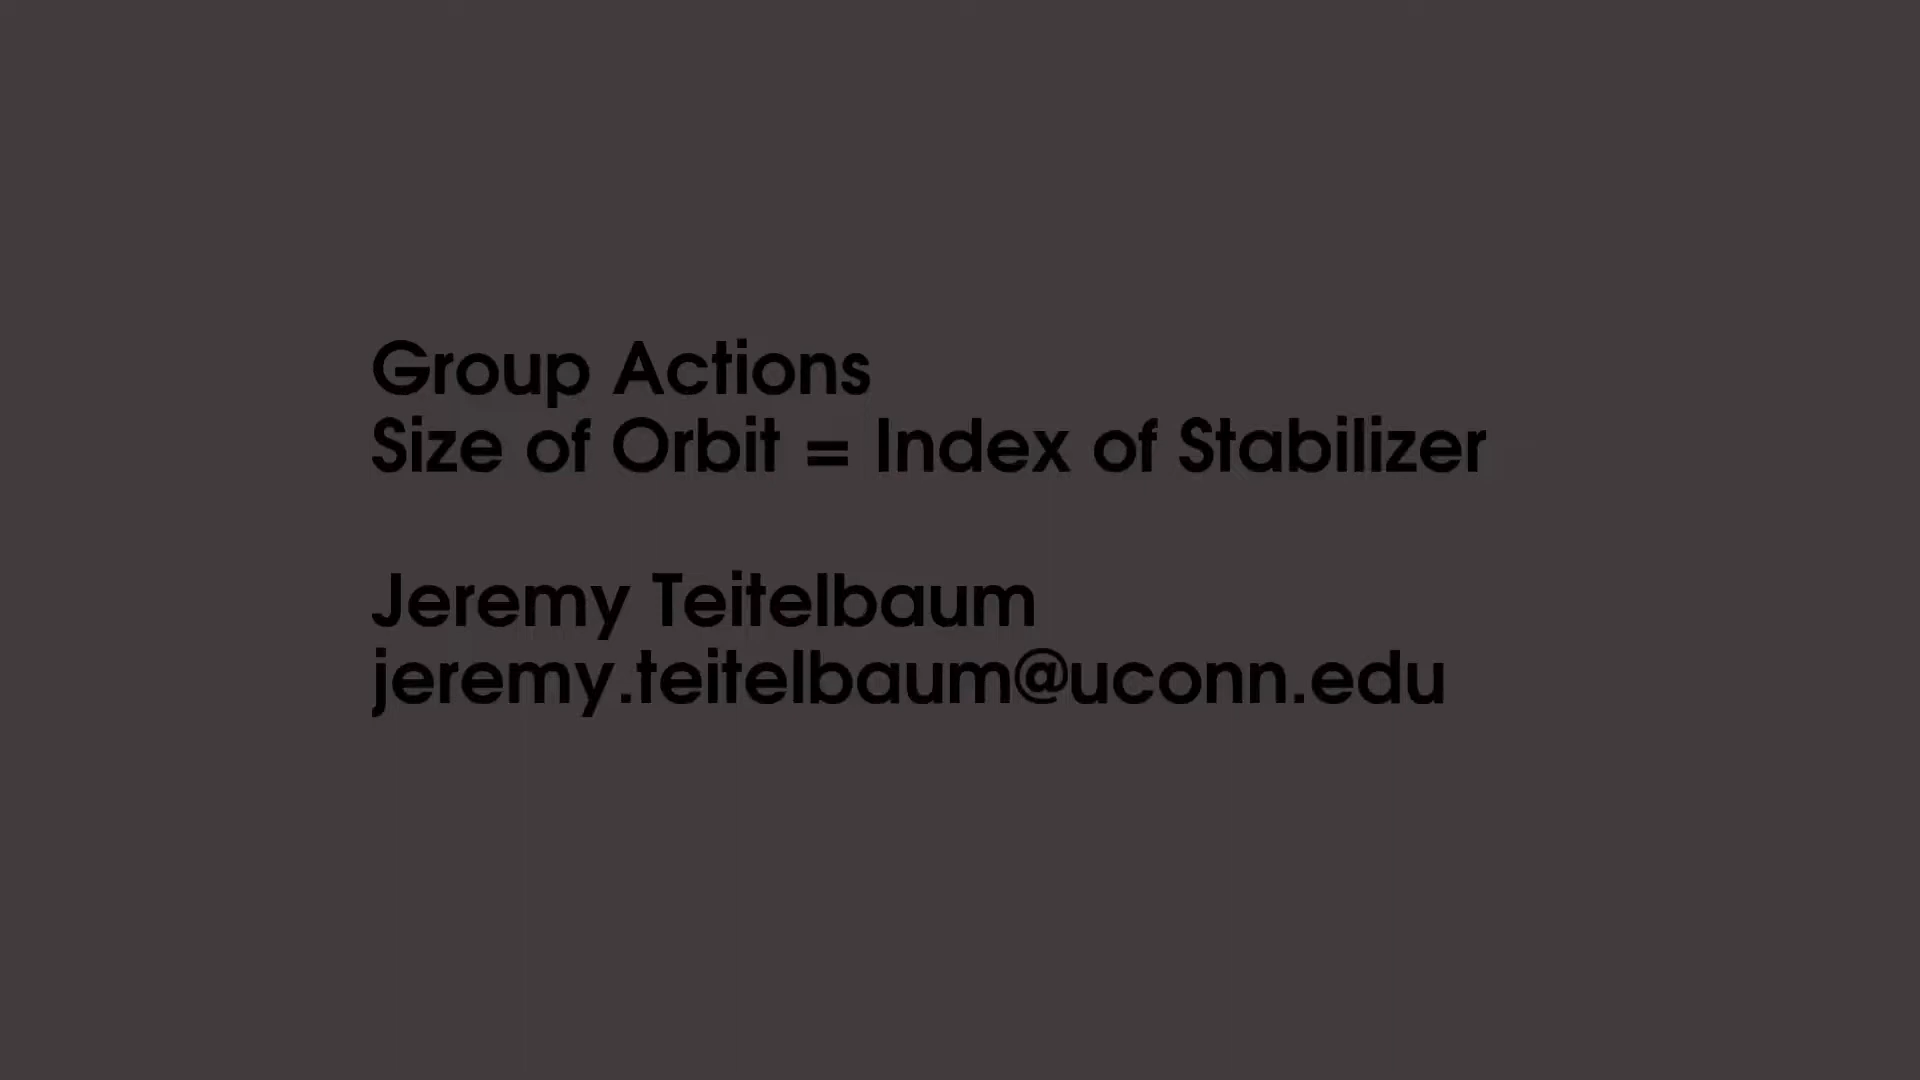 Group Actions
Size of Orbit = Index of Stabilizer
Jeremy Teitelbaum
jeremy.teitelbaum@uconn.edu